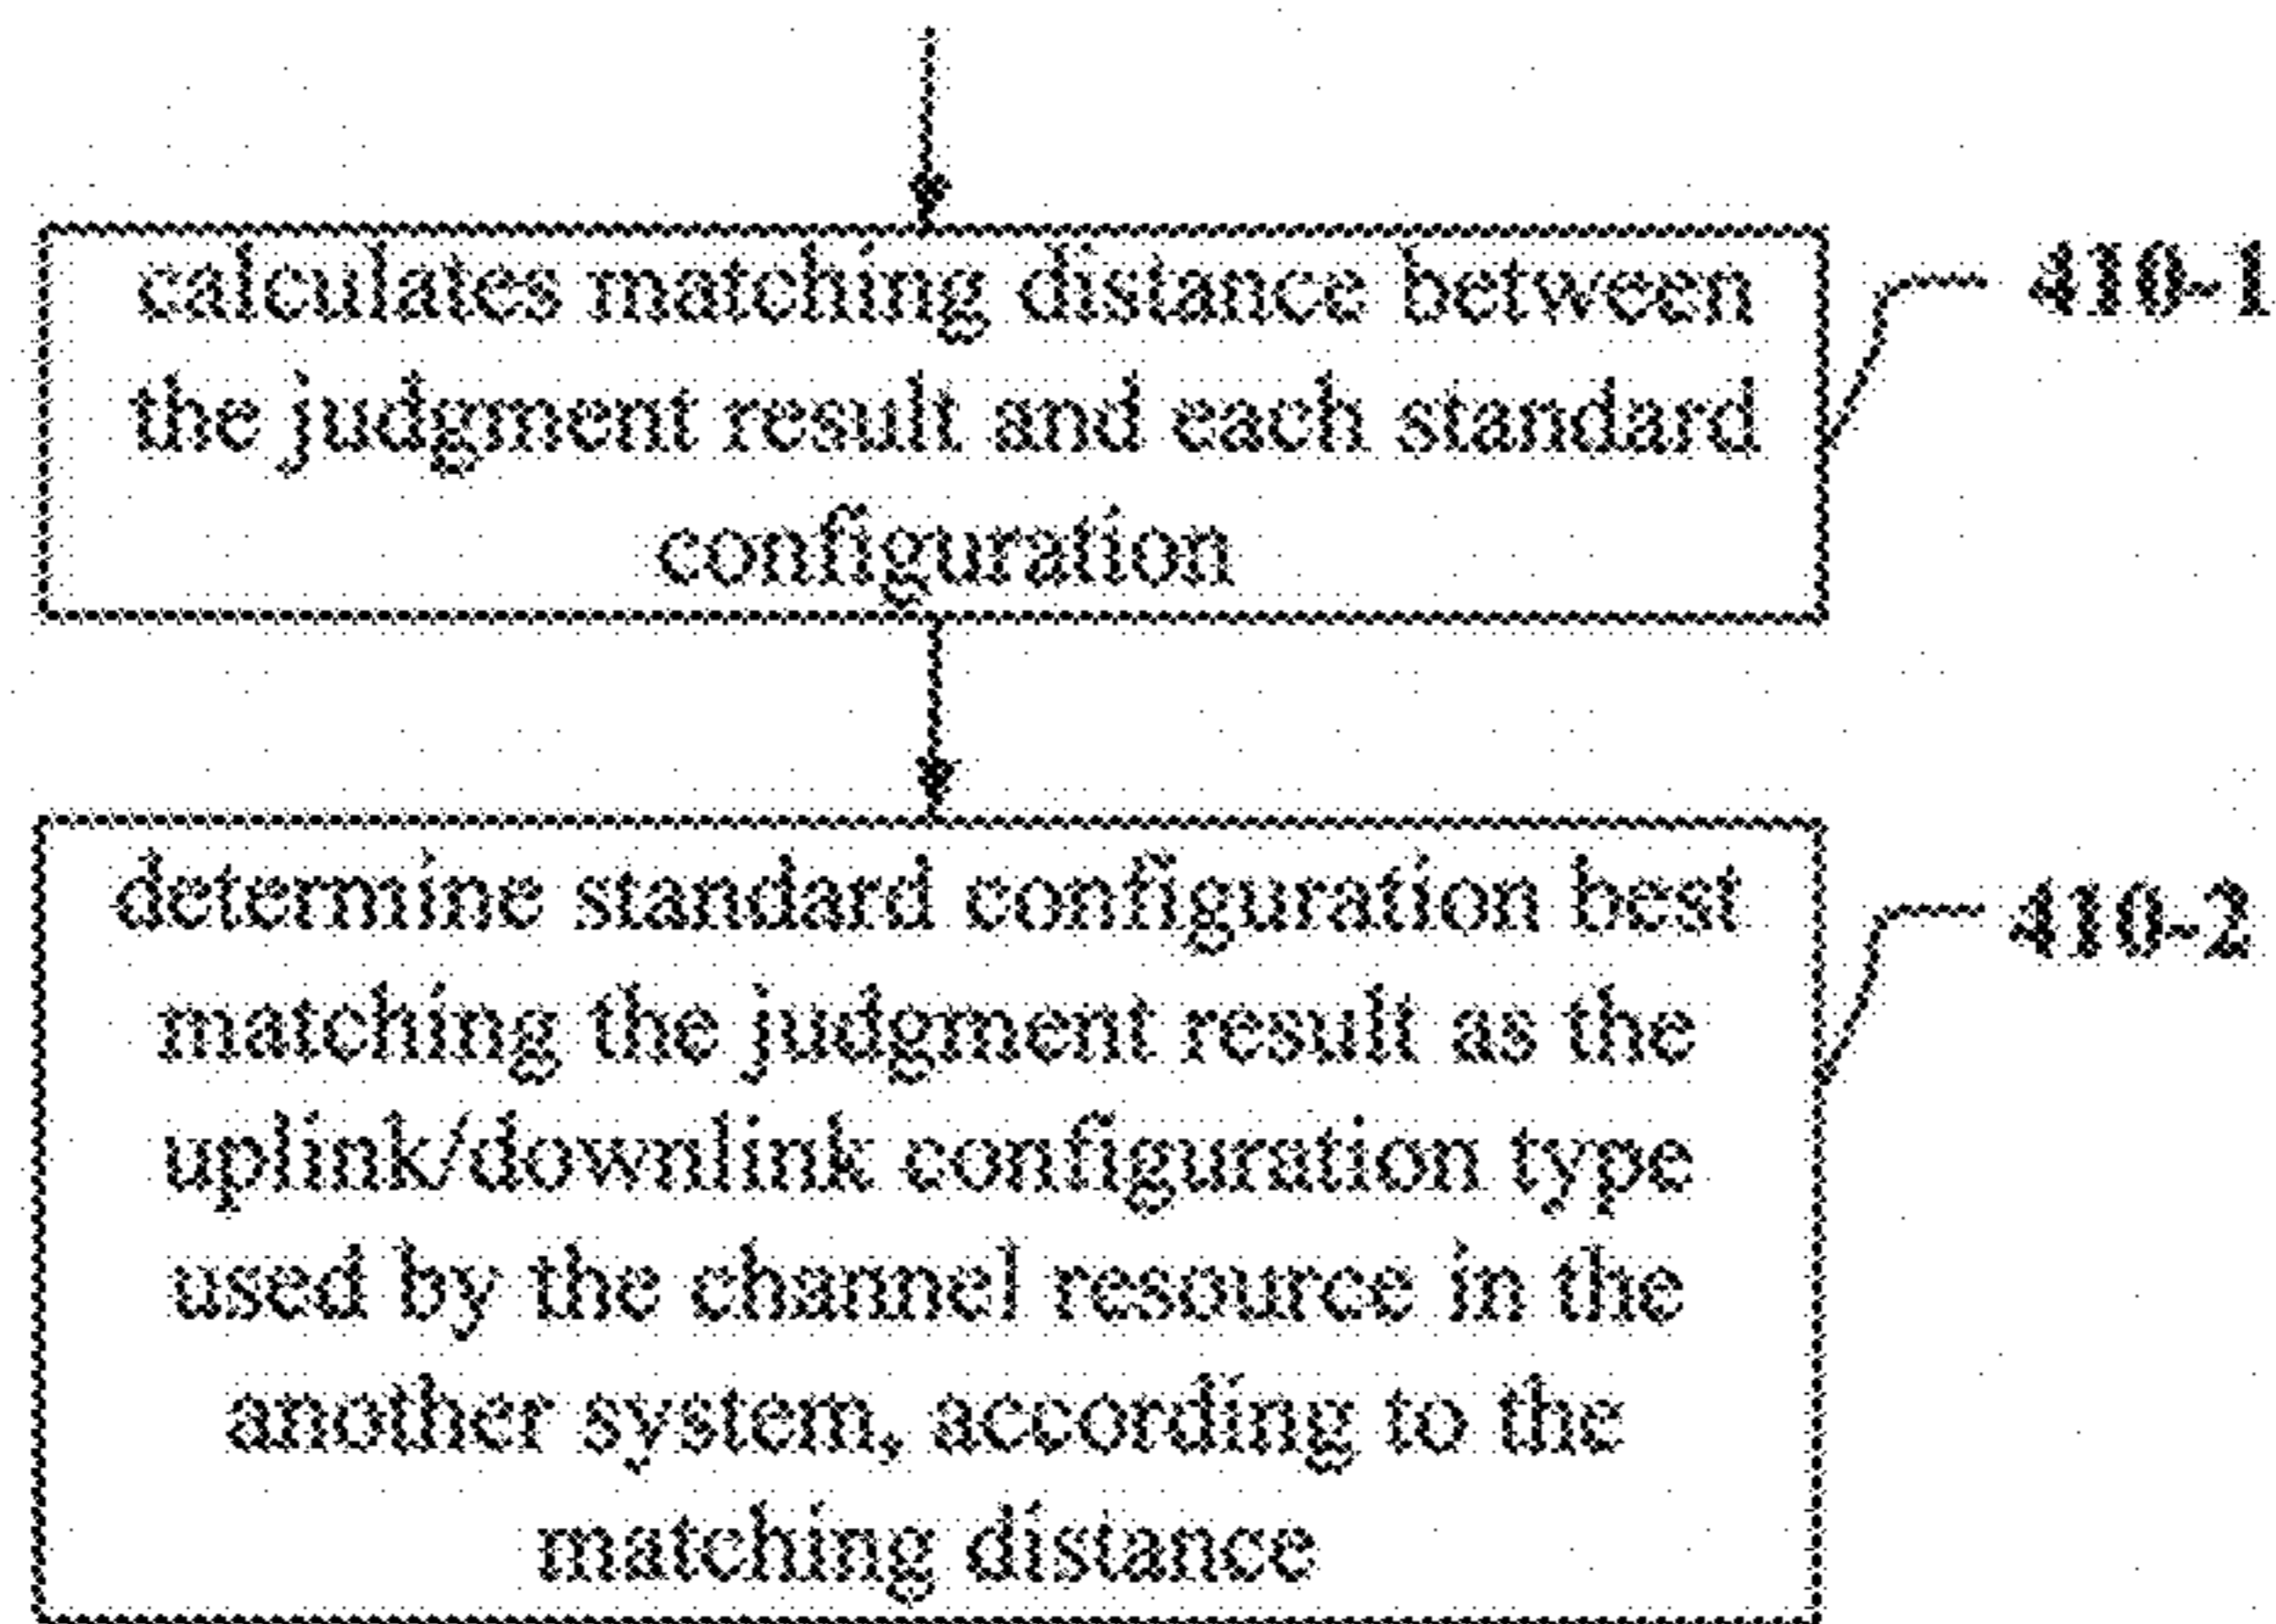 calculates matching distance between
the judgment result and each standard
configuration
410-1
determine standard configuration best
matching the judgment result as the
uplink/downlink configuration type
used by the channel resource in the
another system, according to the
matching distance
410-2